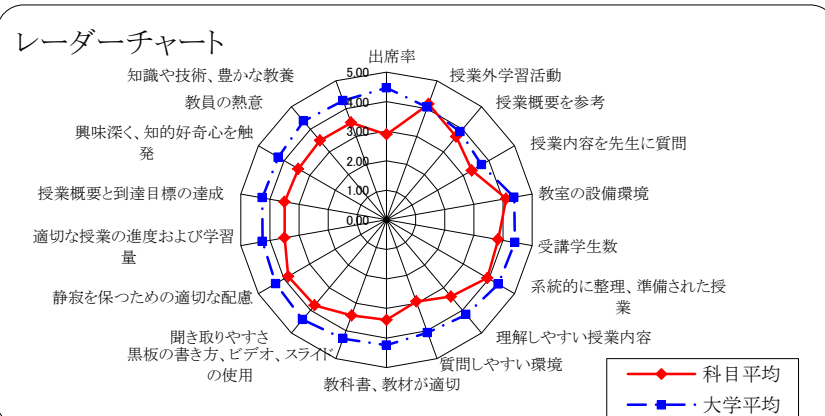 レーダーチャート
出席率
授業外学習活動
授業概要を参考
授業内容を先生に質問
教室の設備環境
受講学生数
系統的に整理、準備された授
業
理解しやすい授業内容
質問しやすい環境
教科書、教材が適切
黒板の書き方、ビデオ、スライド
の使用
聞き取りやすさ
静寂を保つための適切な配慮
適切な授業の進度および学習
量
授業概要と到達目標の達成
興味深く、知的好奇心を触
発
教員の熱意
知識や技術、豊かな教養
5.00
4.00
3.00
2.00
1.00
0.00
科目平均
大学平均